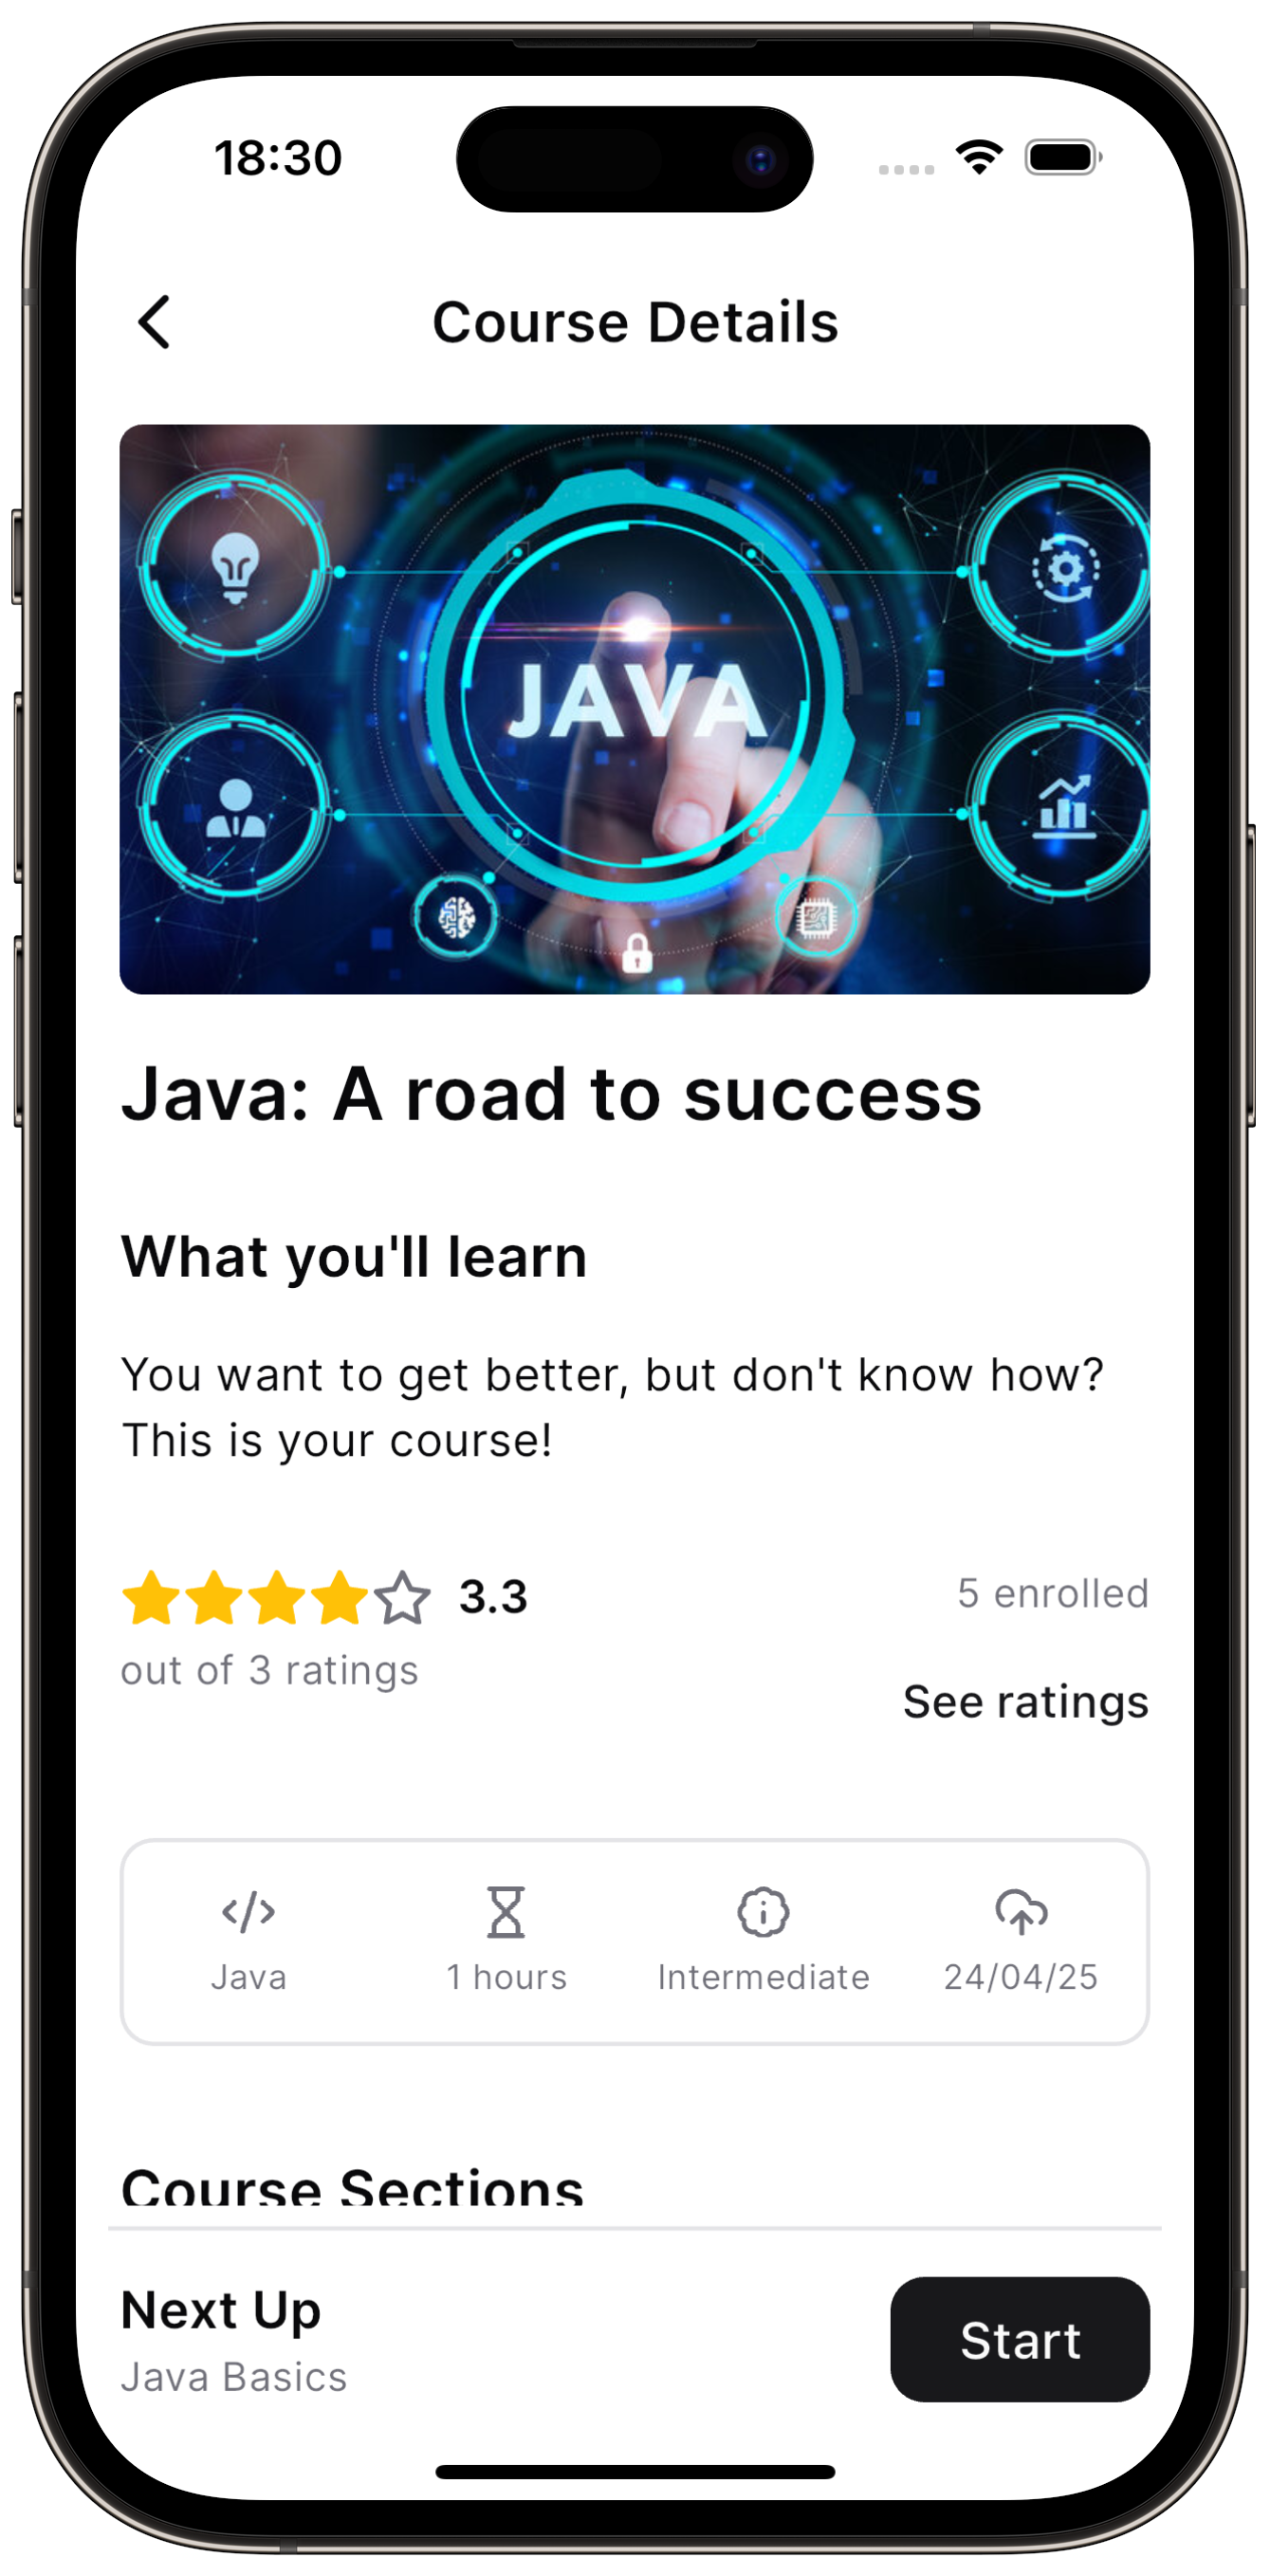 18:30
Course Details
JAVA
Java: A road to success
What you'll learn
You want to get better, but don't know how?
This is your course!
3.3
5 enrolled
out of 3 ratings
See ratings
Java
1 hours
Intermediate
24/04/25
Course Sections
Next Up
Java Basics
Start